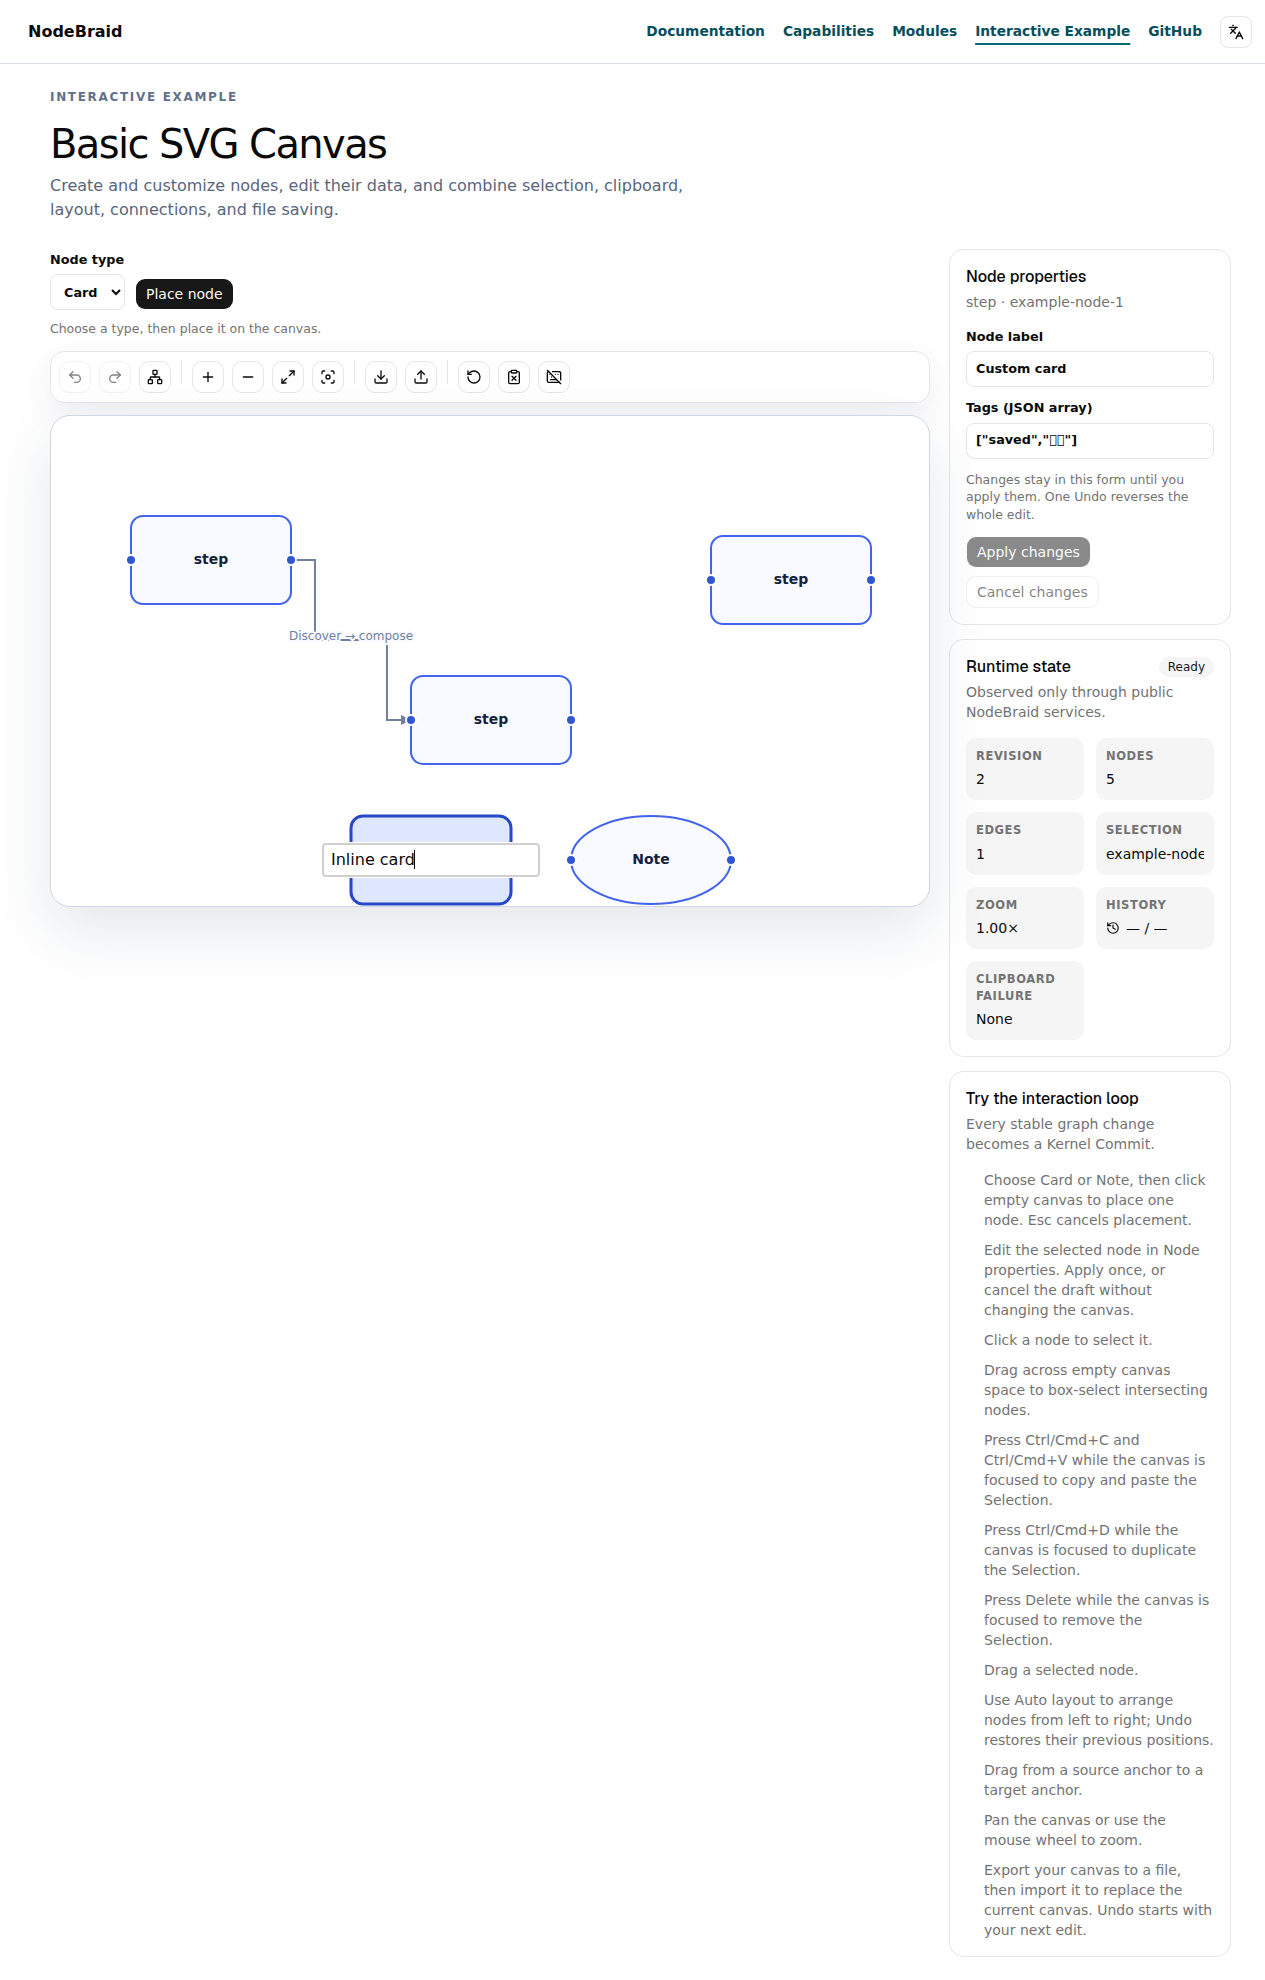 NodeBraid
Documentation
Capabilities
Modules
Interactive Example
GitHub
INTERACTIVE EXAMPLE
Basic SVG Canvas
Create and customize nodes, edit their data, and combine selection, clipboard,
layout, connections, and file saving.
Node type
Card
Place node
Choose a type, then place it on the canvas.
step
step
Discover → compose
step
Inline card
Note
Node properties
step · example-node-1
Node label
Custom card
Tags (JSON array)
["saved","
"]
Changes stay in this form until you
apply them. One Undo reverses the
whole edit.
Apply changes
Cancel changes
Runtime state
Ready
Observed only through public
NodeBraid services.
REVISION
2
NODES
5
EDGES
1
SELECTION
example-node
ZOOM
1.00×
HISTORY
— / —
CLIPBOARD
FAILURE
None
Try the interaction loop
Every stable graph change
becomes a Kernel Commit.
Choose Card or Note, then click
empty canvas to place one
node. Esc cancels placement.
Edit the selected node in Node
properties. Apply once, or
cancel the draft without
changing the canvas.
Click a node to select it.
Drag across empty canvas
space to box-select intersecting
nodes.
Press Ctrl/Cmd+C and
Ctrl/Cmd+V while the canvas is
focused to copy and paste the
Selection.
Press Ctrl/Cmd+D while the
canvas is focused to duplicate
the Selection.
Press Delete while the canvas is
focused to remove the
Selection.
Drag a selected node.
Use Auto layout to arrange
nodes from left to right; Undo
restores their previous positions.
Drag from a source anchor to a
target anchor.
Pan the canvas or use the
mouse wheel to zoom.
Export your canvas to a file,
then import it to replace the
current canvas. Undo starts with
your next edit.